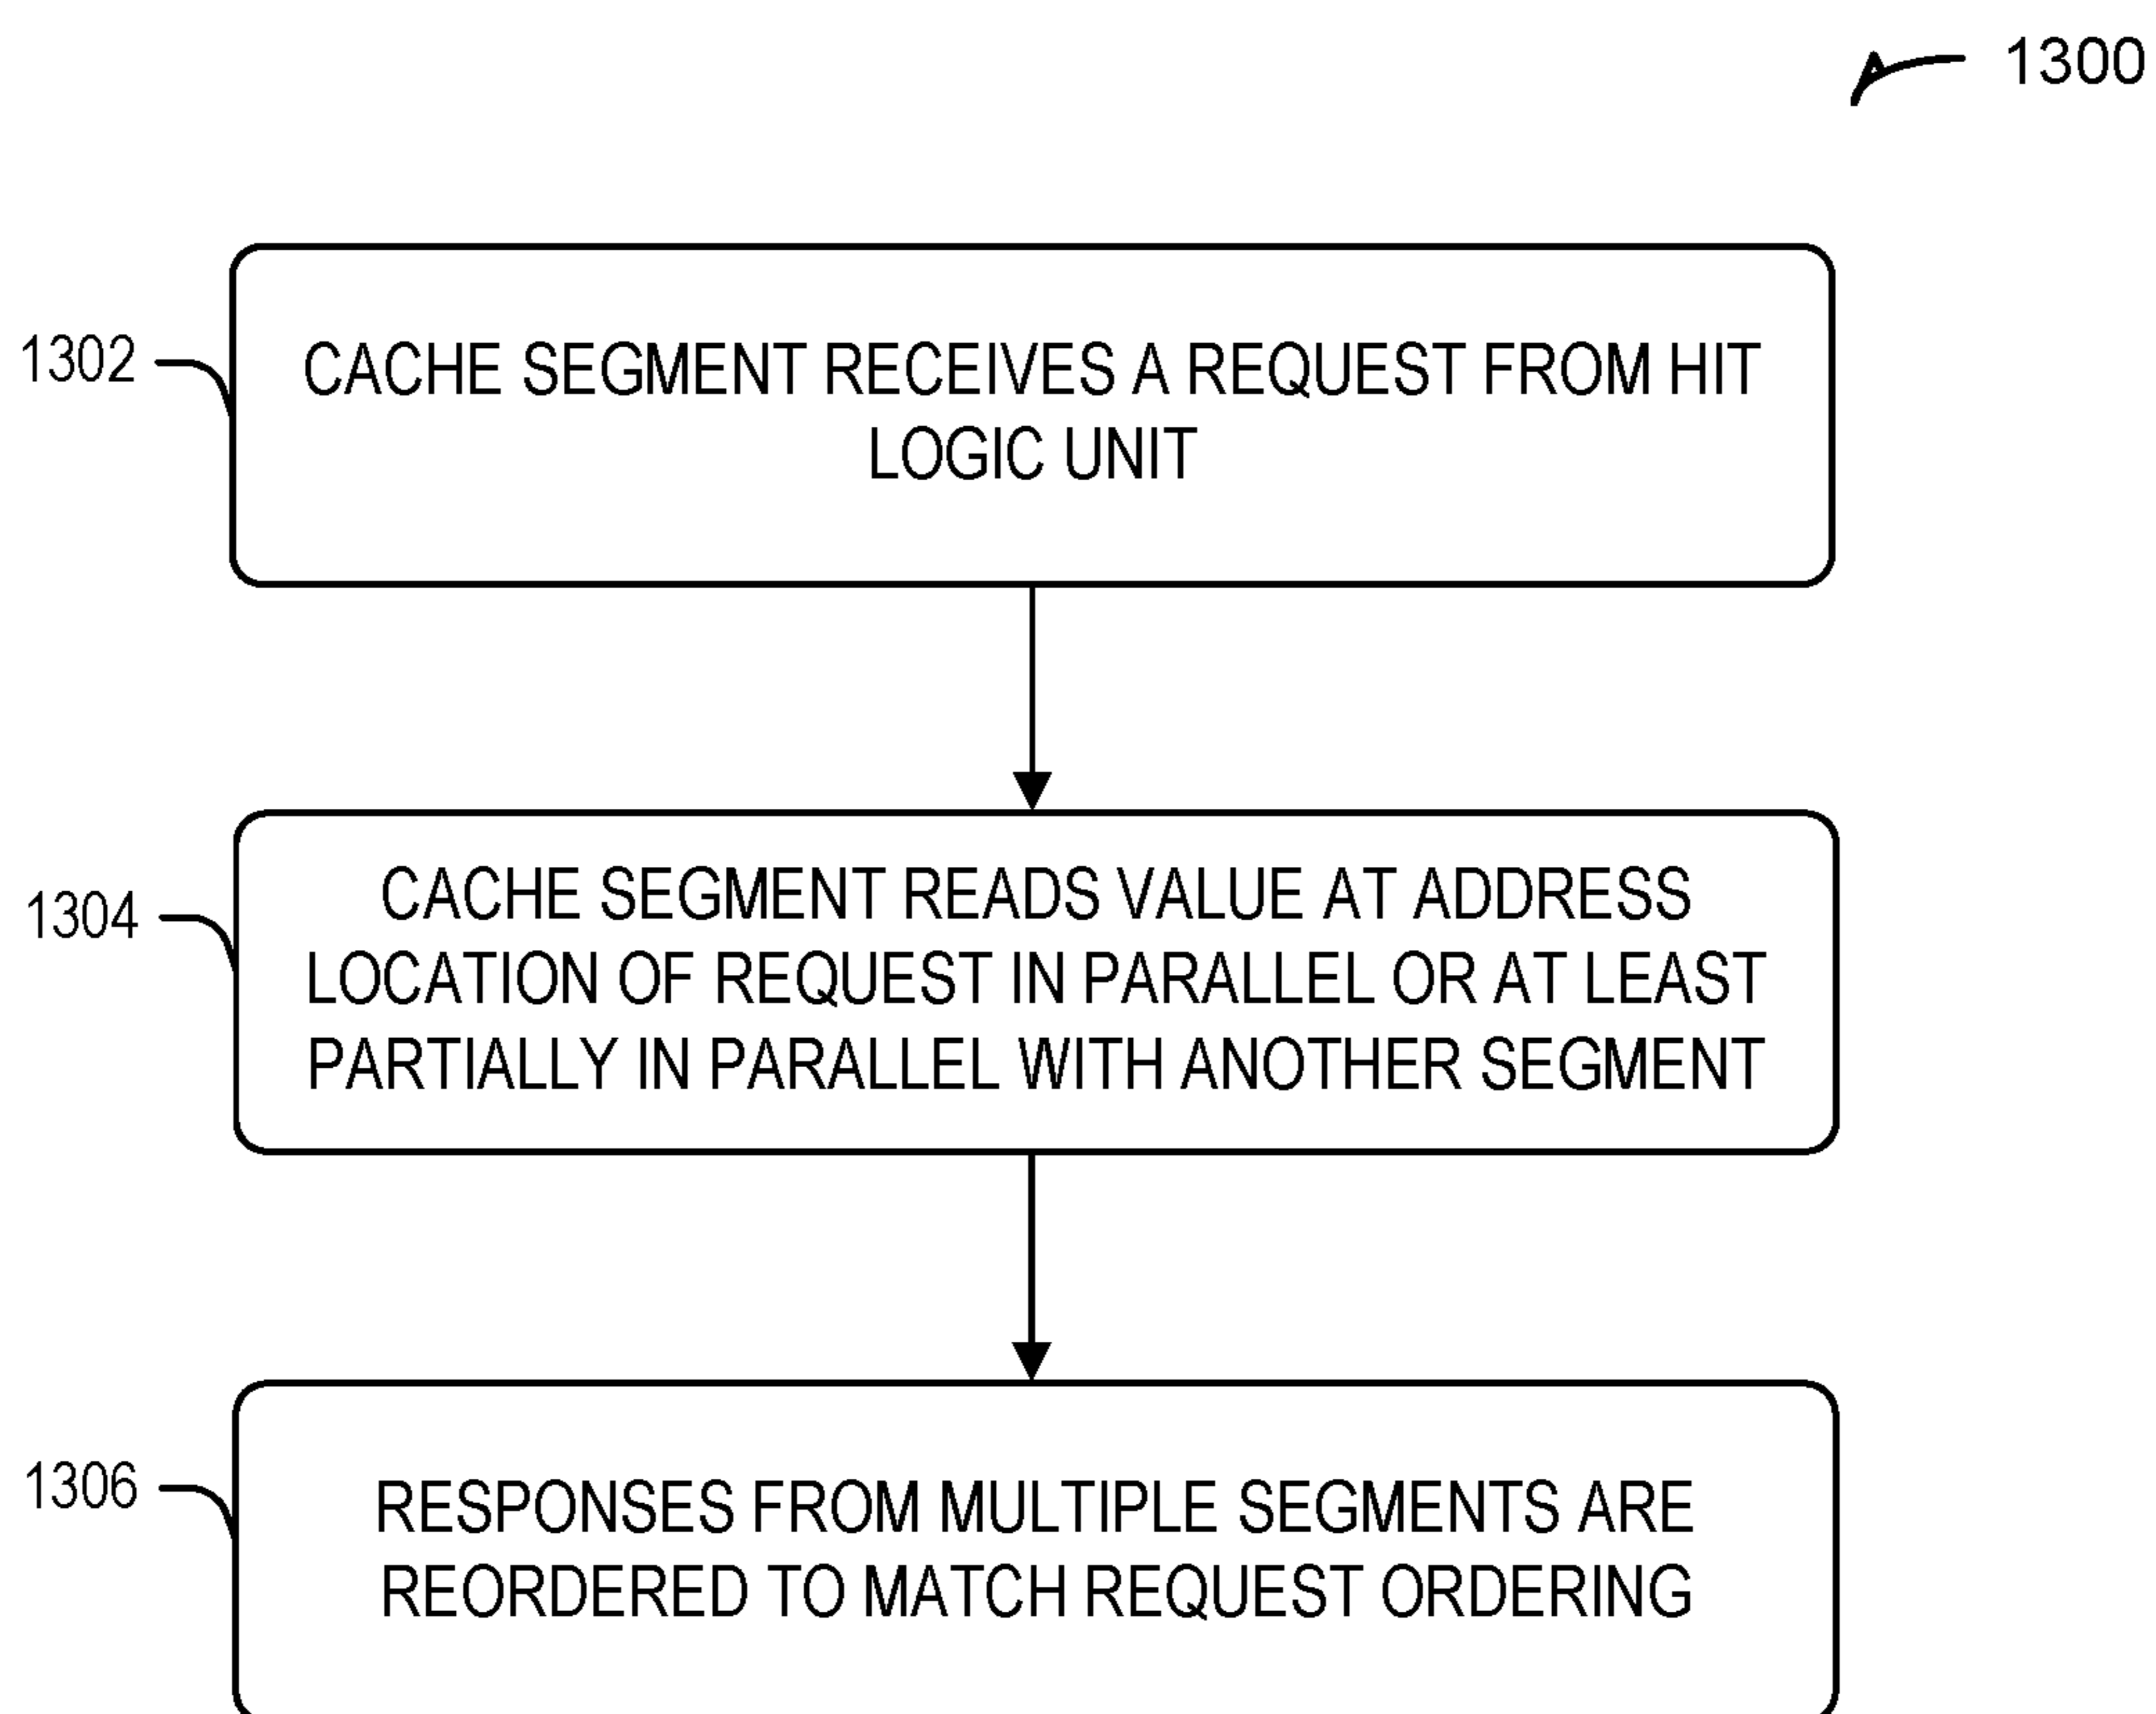 1300
1302
CACHE SEGMENT RECEIVES A REQUEST FROM HIT
LOGIC UNIT
1304
CACHE SEGMENT READS VALUE AT ADDRESS
LOCATION OF REQUEST IN PARALLEL OR AT LEAST
PARTIALLY IN PARALLEL WITH ANOTHER SEGMENT
1306
RESPONSES FROM MULTIPLE SEGMENTS ARE
REORDERED TO MATCH REQUEST ORDERING